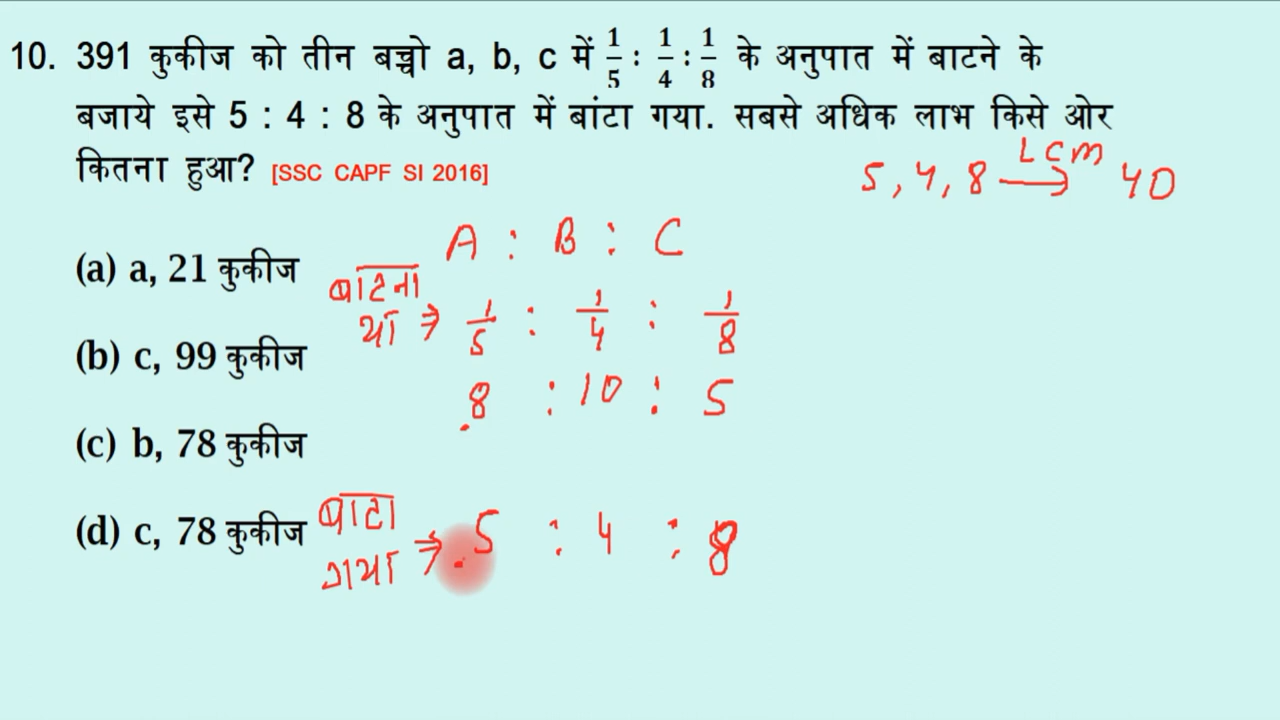 10. 391 कुकीज को तीन बच्चो a, b, c में 1/5 : 1/4 : 1/8 के अनुपात में बाटने के
बजाये इसे 5 : 4 : 8 के अनुपात में बांटा गया. सबसे अधिक लाभ किसे ओर
कितना हुआ? [SSC CAPF SI 2016]
5, 4, 8 LCM → 40
A : B : C
(a) a, 21 कुकीज
बाटना
था ⇒ 1/5 : 1/4 : 1/8
(b) c, 99 कुकीज
8 : 10 : 5
(c) b, 78 कुकीज
(d) c, 78 कुकीज
बाटा
गया ⇒ 5 : 4 : 8